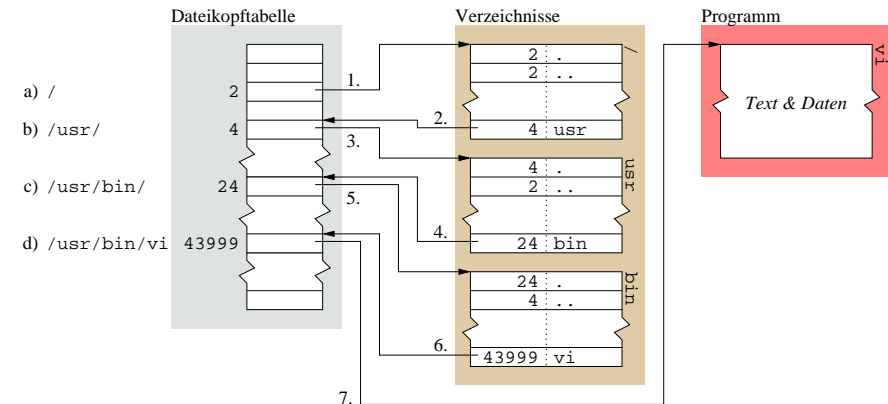 Dateikopftabelle
Verzeichnisse
Programm
a) /
2
b) /usr/
4
c) /usr/bin/
24
d) /usr/bin/vi
43999
1.
2.
3.
4.
5.
6.
7.
/
2 .
2 ..
4 usr
usr
4 .
2 ..
24 bin
bin
24 .
4 ..
43999 vi
vi
Text & Daten